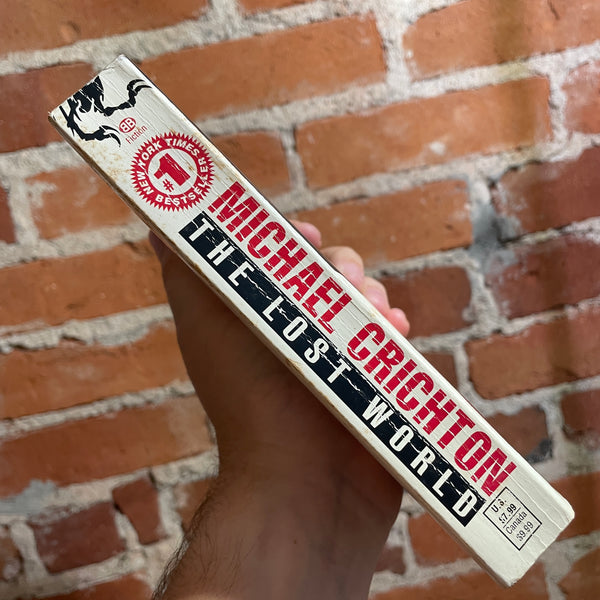 BB
Fiction
NEW YORK TIMES
#1
BESTSELLER
MICHAEL CRICHTON
THE LOST WORLD
U.S.
$7.99
Canada
$9.99